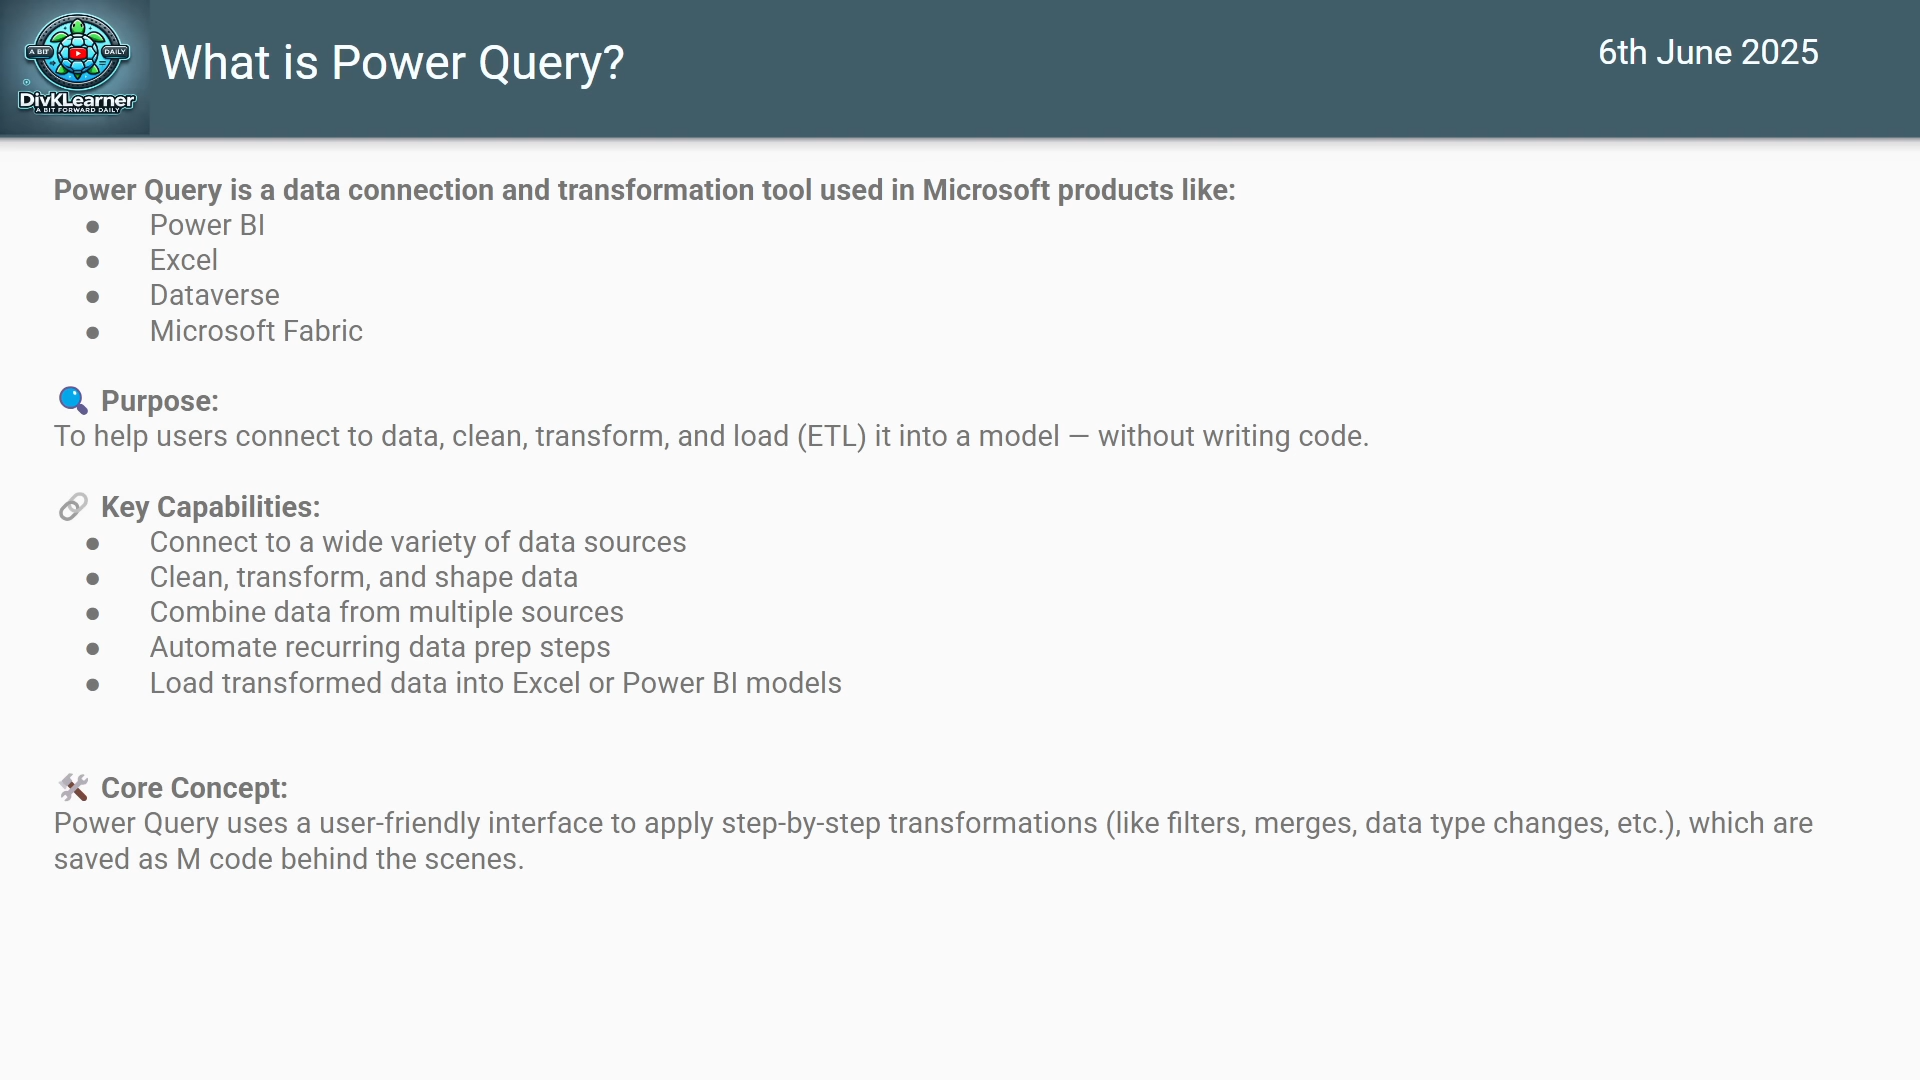 A BIT
DAILY
DivKLearner
A BIT FORWARD DAILY
What is Power Query?
6th June 2025
Power Query is a data connection and transformation tool used in Microsoft products like:
● Power BI
● Excel
● Dataverse
● Microsoft Fabric
🔍 Purpose:
To help users connect to data, clean, transform, and load (ETL) it into a model — without writing code.
🔗 Key Capabilities:
● Connect to a wide variety of data sources
● Clean, transform, and shape data
● Combine data from multiple sources
● Automate recurring data prep steps
● Load transformed data into Excel or Power BI models
🛠 Core Concept:
Power Query uses a user-friendly interface to apply step-by-step transformations (like filters, merges, data type changes, etc.), which are
saved as M code behind the scenes.